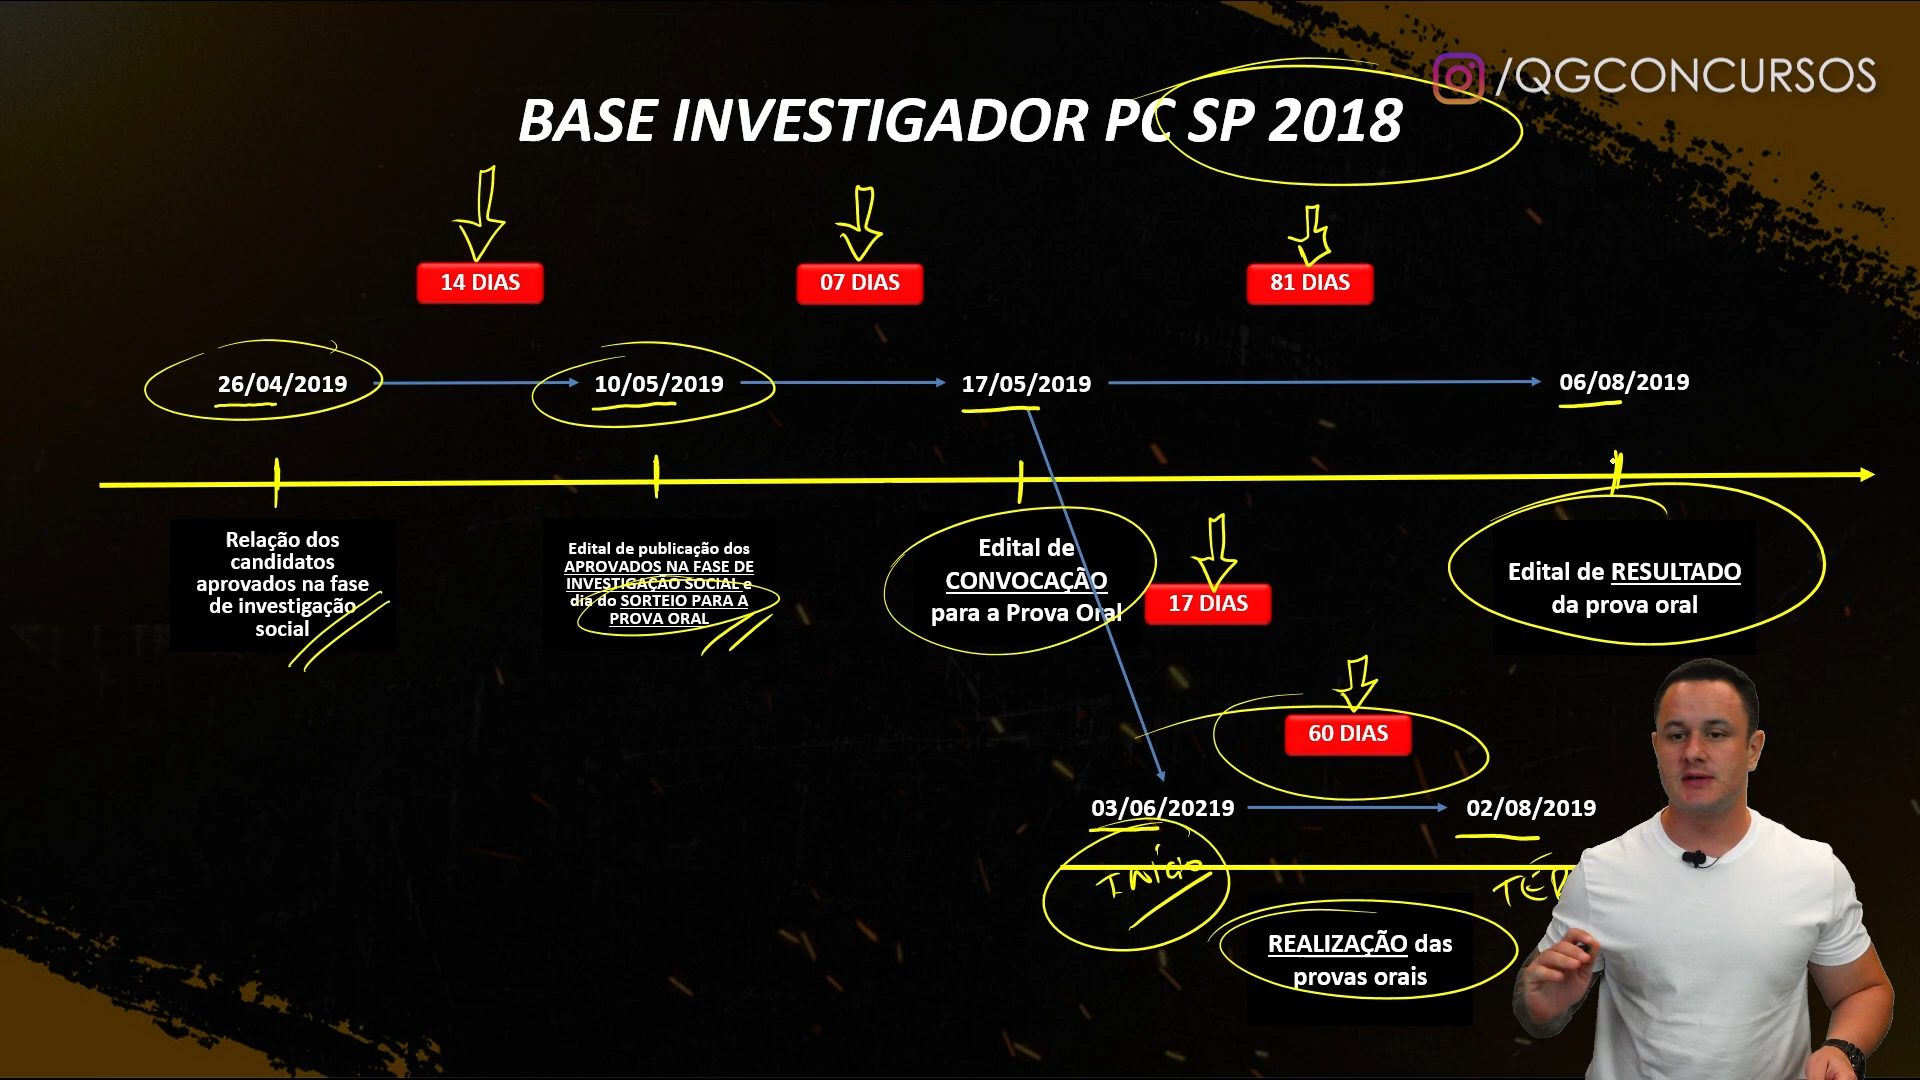 /QGCONCURSOS
BASE INVESTIGADOR PC SP 2018
14 DIAS
07 DIAS
81 DIAS
26/04/2019
10/05/2019
17/05/2019
06/08/2019
Relação dos
candidatos
aprovados na fase
de investigação
social
Edital de publicação dos
APROVADOS NA FASE DE
INVESTIGAÇÃO SOCIAL e
dia do SORTEIO PARA A
PROVA ORAL
Edital de
CONVOCAÇÃO
para a Prova Oral
17 DIAS
Edital de RESULTADO
da prova oral
60 DIAS
03/06/20219
02/08/2019
INÍCIO
REALIZAÇÃO das
provas orais